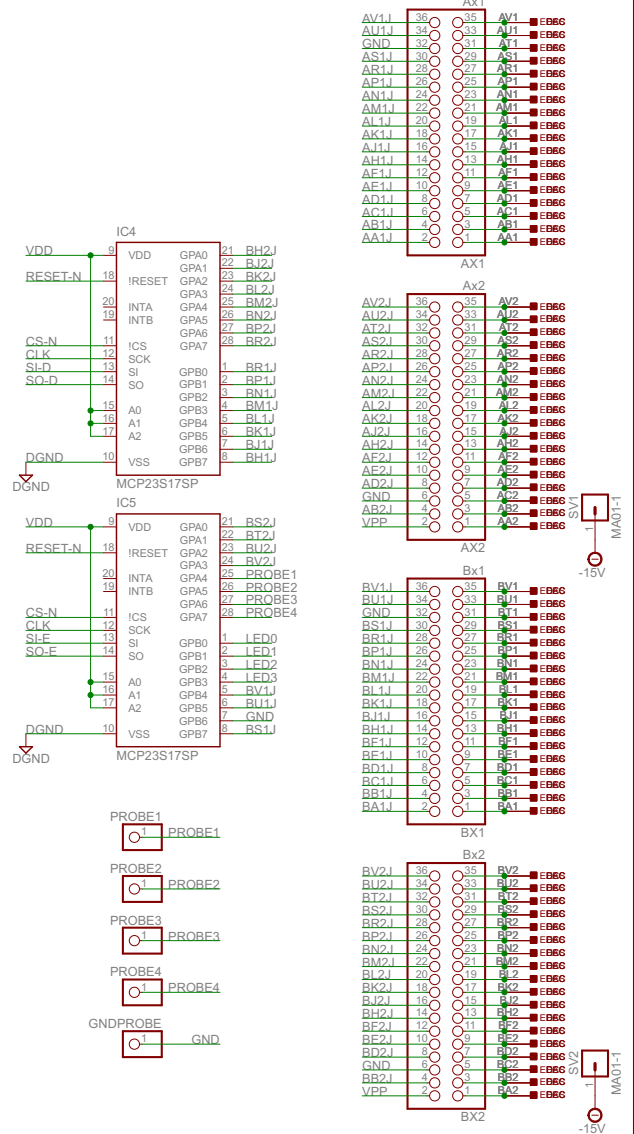 Ax1
AV1J 36 35 AV1
AU1J 34 33 AU1
GND 32 31 AT1
AS1J 30 29 AS1
AR1J 28 27 AR1
AP1J 26 25 AP1
AN1J 24 23 AN1
AM1J 22 21 AM1
AL1J 20 19 AL1
AK1J 18 17 AK1
AJ1J 16 15 AJ1
AH1J 14 13 AH1
AF1J 12 11 AF1
AE1J 10 9 AE1
AD1J 8 7 AD1
AC1J 6 5 AC1
AB1J 4 3 AB1
AA1J 2 1 AA1
AX1
IC4
VDD 9 VDD GPA0 21 BH2J
GPA1 22 BJ2J
RESET-N 18 !RESET GPA2 23 BK2J
GPA3 24 BL2J
20 INTA GPA4 25 BM2J
19 INTB GPA5 26 BN2J
GPA6 27 BP2J
CS-N 11 !CS GPA7 28 BR2J
CLK 12 SCK
SI-D 13 SI GPB0 1 BR1J
SO-D 14 SO GPB1 2 BP1J
GPB2 3 BN1J
15 A0 GPB3 4 BM1J
16 A1 GPB4 5 BL1J
17 A2 GPB5 6 BK1J
GPB6 7 BJ1J
DGND 10 VSS GPB7 8 BH1J
DGND
MCP23S17SP
Ax2
AV2J 36 35 AV2
AU2J 34 33 AU2
AT2J 32 31 AT2
AS2J 30 29 AS2
AR2J 28 27 AR2
AP2J 26 25 AP2
AN2J 24 23 AN2
AM2J 22 21 AM2
AL2J 20 19 AL2
AK2J 18 17 AK2
AJ2J 16 15 AJ2
AH2J 14 13 AH2
AF2J 12 11 AF2
AE2J 10 9 AE2
AD2J 8 7 AD2
GND 6 5 AC2
AB2J 4 3 AB2
VPP 2 1 AA2
AX2
SV1
1
MA01-1
-15V
IC5
VDD 9 VDD GPA0 21 BS2J
GPA1 22 BT2J
RESET-N 18 !RESET GPA2 23 BU2J
GPA3 24 BV2J
20 INTA GPA4 25 PROBE1
19 INTB GPA5 26 PROBE2
GPA6 27 PROBE3
CS-N 11 !CS GPA7 28 PROBE4
CLK 12 SCK
SI-E 13 SI GPB0 1 LED0
SO-E 14 SO GPB1 2 LED1
GPB2 3 LED2
15 A0 GPB3 4 LED3
16 A1 GPB4 5 BV1J
17 A2 GPB5 6 BU1J
GPB6 7 GND
DGND 10 VSS GPB7 8 BS1J
DGND
MCP23S17SP
Bx1
BV1J 36 35 BV1
BU1J 34 33 BU1
GND 32 31 BT1
BS1J 30 29 BS1
BR1J 28 27 BR1
BP1J 26 25 BP1
BN1J 24 23 BN1
BM1J 22 21 BM1
BL1J 20 19 BL1
BK1J 18 17 BK1
BJ1J 16 15 BJ1
BH1J 14 13 BH1
BF1J 12 11 BF1
BE1J 10 9 BE1
BD1J 8 7 BD1
BC1J 6 5 BC1
BB1J 4 3 BB1
BA1J 2 1 BA1
BX1
PROBE1
1 PROBE1
PROBE2
1 PROBE2
PROBE3
1 PROBE3
PROBE4
1 PROBE4
GNDPROBE
1 GND
Bx2
BV2J 36 35 BV2
BU2J 34 33 BU2
BT2J 32 31 BT2
BS2J 30 29 BS2
BR2J 28 27 BR2
BP2J 26 25 BP2
BN2J 24 23 BN2
BM2J 22 21 BM2
BL2J 20 19 BL2
BK2J 18 17 BK2
BJ2J 16 15 BJ2
BH2J 14 13 BH2
BF2J 12 11 BF2
BE2J 10 9 BE2
BD2J 8 7 BD2
GND 6 5 BC2
BB2J 4 3 BB2
VPP 2 1 BA2
BX2
SV2
1
MA01-1
-15V